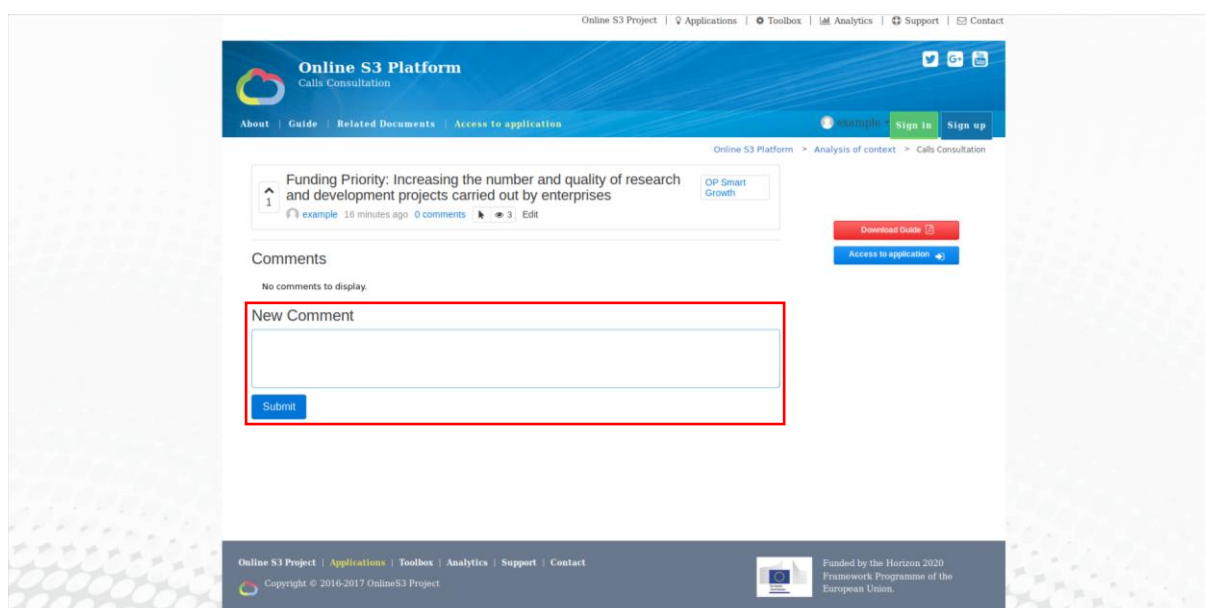 Online S3 Project | Applications | Toolbox | Analytics | Support | Contact
Online S3 Platform
Calls Consultation
About | Guide | Related Documents | Access to application
example Sign in Sign up
Online S3 Platform > Analysis of context > Calls Consultation
Funding Priority: Increasing the number and quality of research
and development projects carried out by enterprises
1
OP Smart
Growth
example 16 minutes ago 0 comments 3 Edit
Download Guide
Access to application
Comments
No comments to display.
New Comment
Submit
Online S3 Project | Applications | Toolbox | Analytics | Support | Contact
Copyright © 2016-2017 OnlineS3 Project
Funded by the Horizon 2020
Framework Programme of the
European Union.